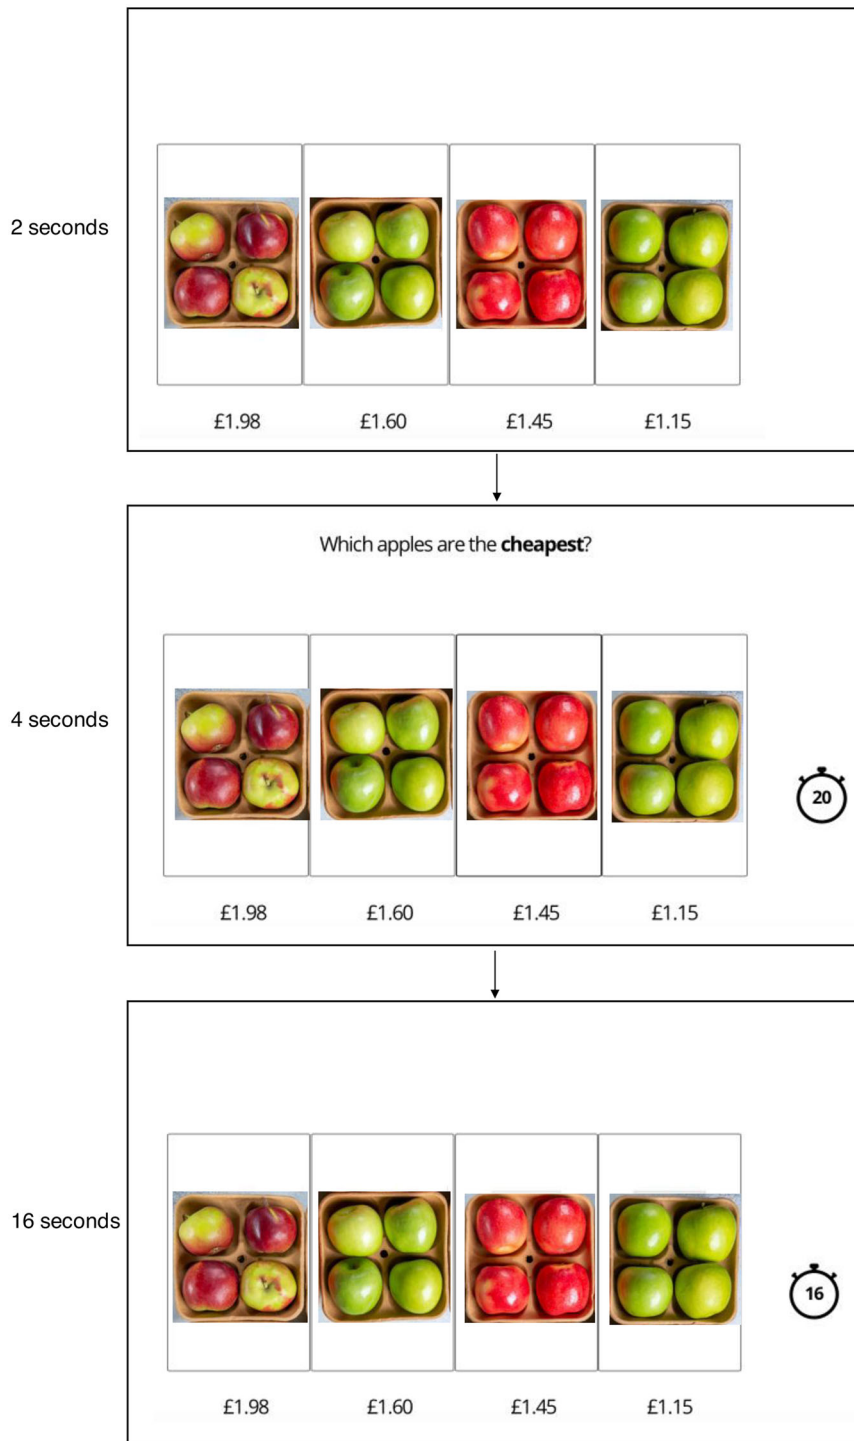 2 seconds
£1.98 £1.60 £1.45 £1.15
Which apples are the cheapest?
4 seconds
20
£1.98 £1.60 £1.45 £1.15
16 seconds
16
£1.98 £1.60 £1.45 £1.15